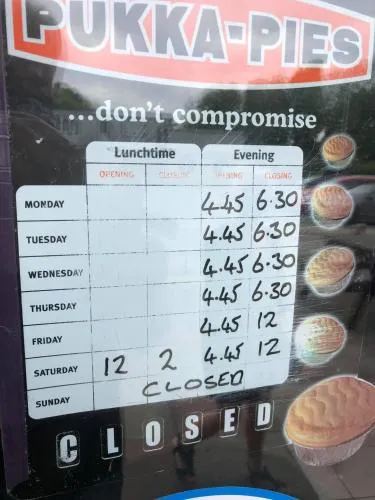 PUKKA-PIES
...don't compromise
Lunchtime Evening
OPENING CLOSING OPENING CLOSING
MONDAY 4.45 6.30
TUESDAY 4.45 6.30
WEDNESDAY 4.45 6.30
THURSDAY 4.45 6.30
FRIDAY 4.45 12
SATURDAY 12 2 4.45 12
SUNDAY CLOSED
CLOSED